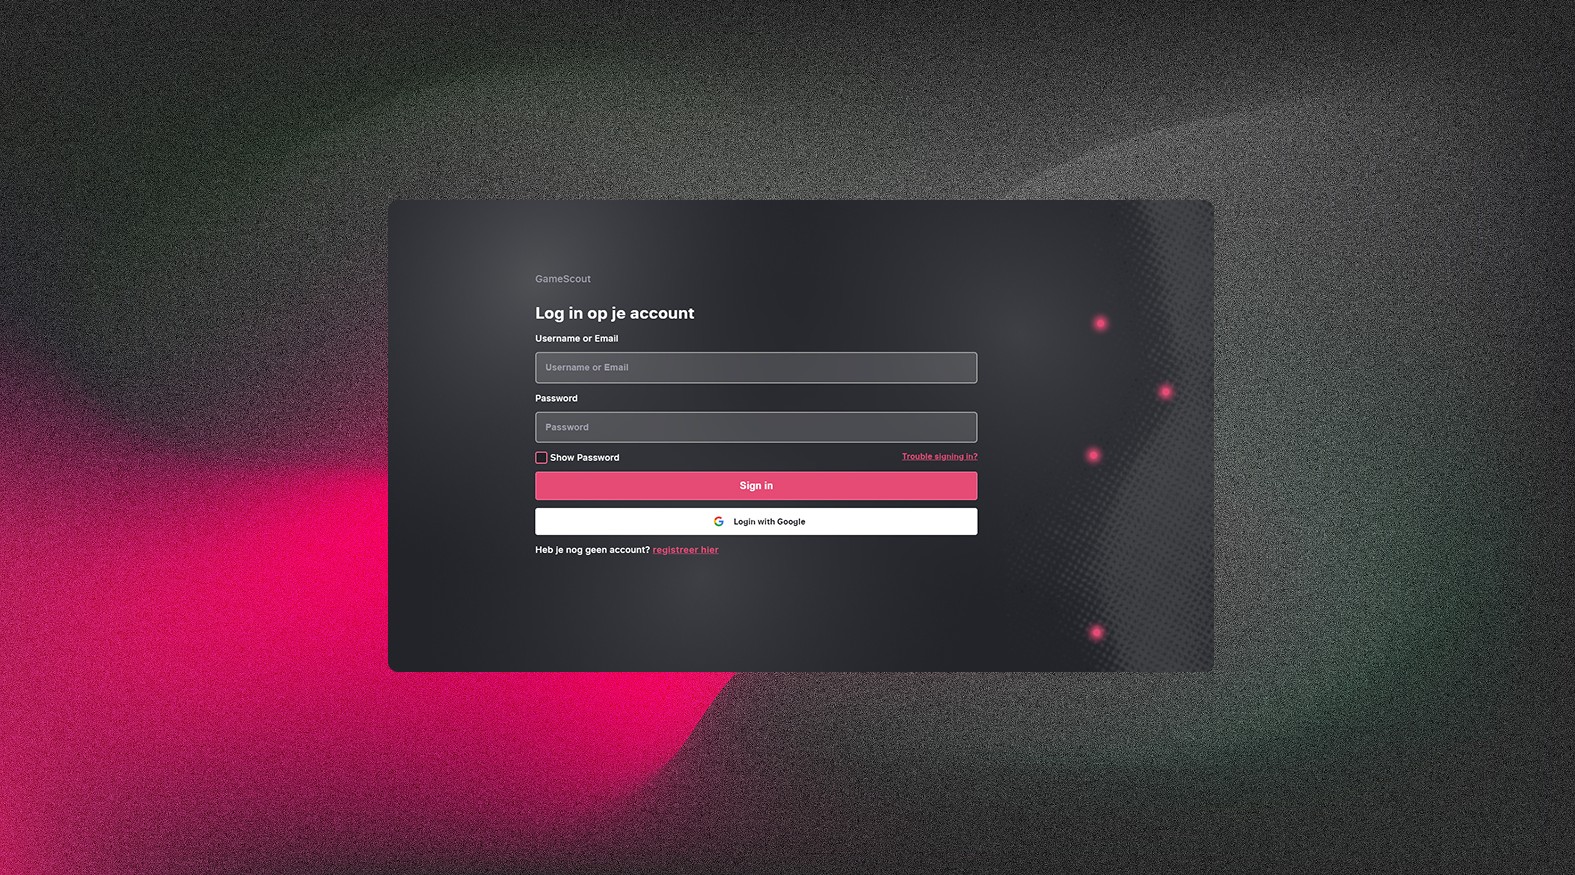 GameScout
Log in op je account
Username or Email
Username or Email
Password
Password
Show Password
Trouble signing in?
Sign in
Login with Google
Heb je nog geen account? registreer hier